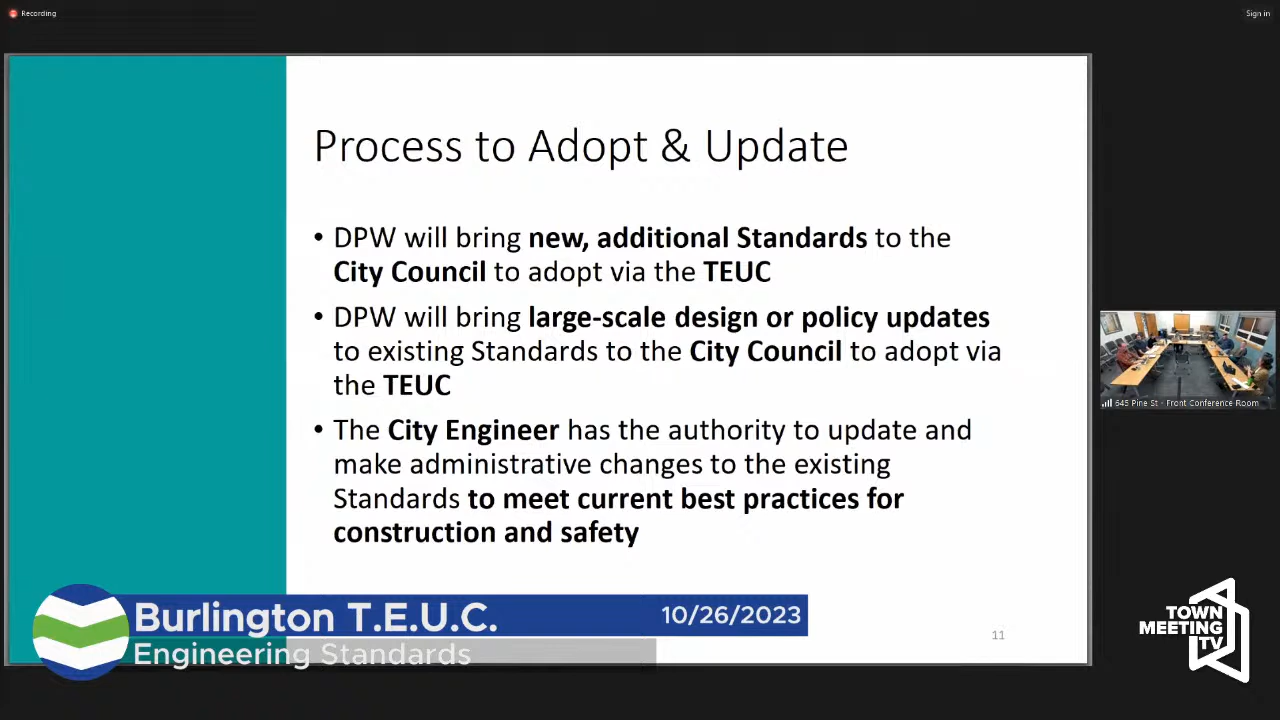 Recording
Sign in
Process to Adopt & Update
• DPW will bring new, additional Standards to the
City Council to adopt via the TEUC
• DPW will bring large-scale design or policy updates
to existing Standards to the City Council to adopt via
the TEUC
• The City Engineer has the authority to update and
make administrative changes to the existing
Standards to meet current best practices for
construction and safety
645 Pine St - Front Conference Room
Burlington T.E.U.C.
10/26/2023
Engineering Standards
11
TOWN
MEETING
TV